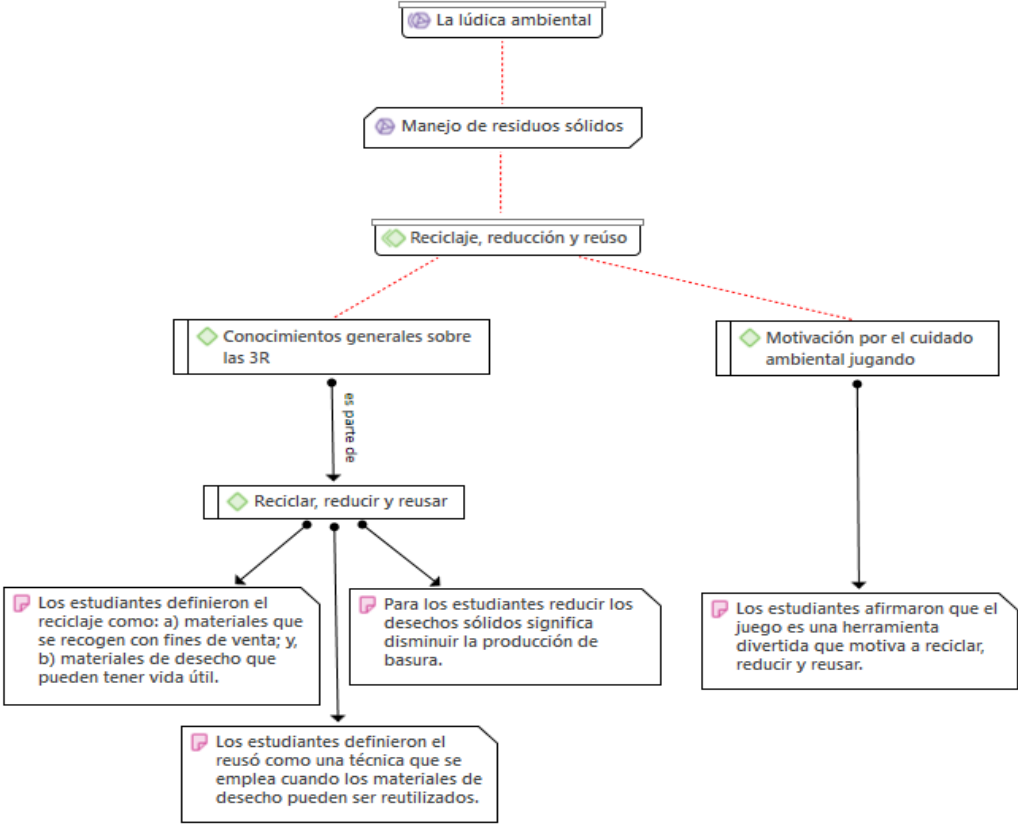 La lúdica ambiental
Manejo de residuos sólidos
Reciclaje, reducción y reúso
Conocimientos generales sobre
las 3R
Motivación por el cuidado
ambiental jugando
es parte de
Reciclar, reducir y reusar
Los estudiantes definieron el
reciclaje como: a) materiales que
se recogen con fines de venta; y,
b) materiales de desecho que
pueden tener vida útil.
Para los estudiantes reducir los
desechos sólidos significa
disminuir la producción de
basura.
Los estudiantes afirmaron que el
juego es una herramienta
divertida que motiva a reciclar,
reducir y reusar.
Los estudiantes definieron el
reusó como una técnica que se
emplea cuando los materiales de
desecho pueden ser reutilizados.